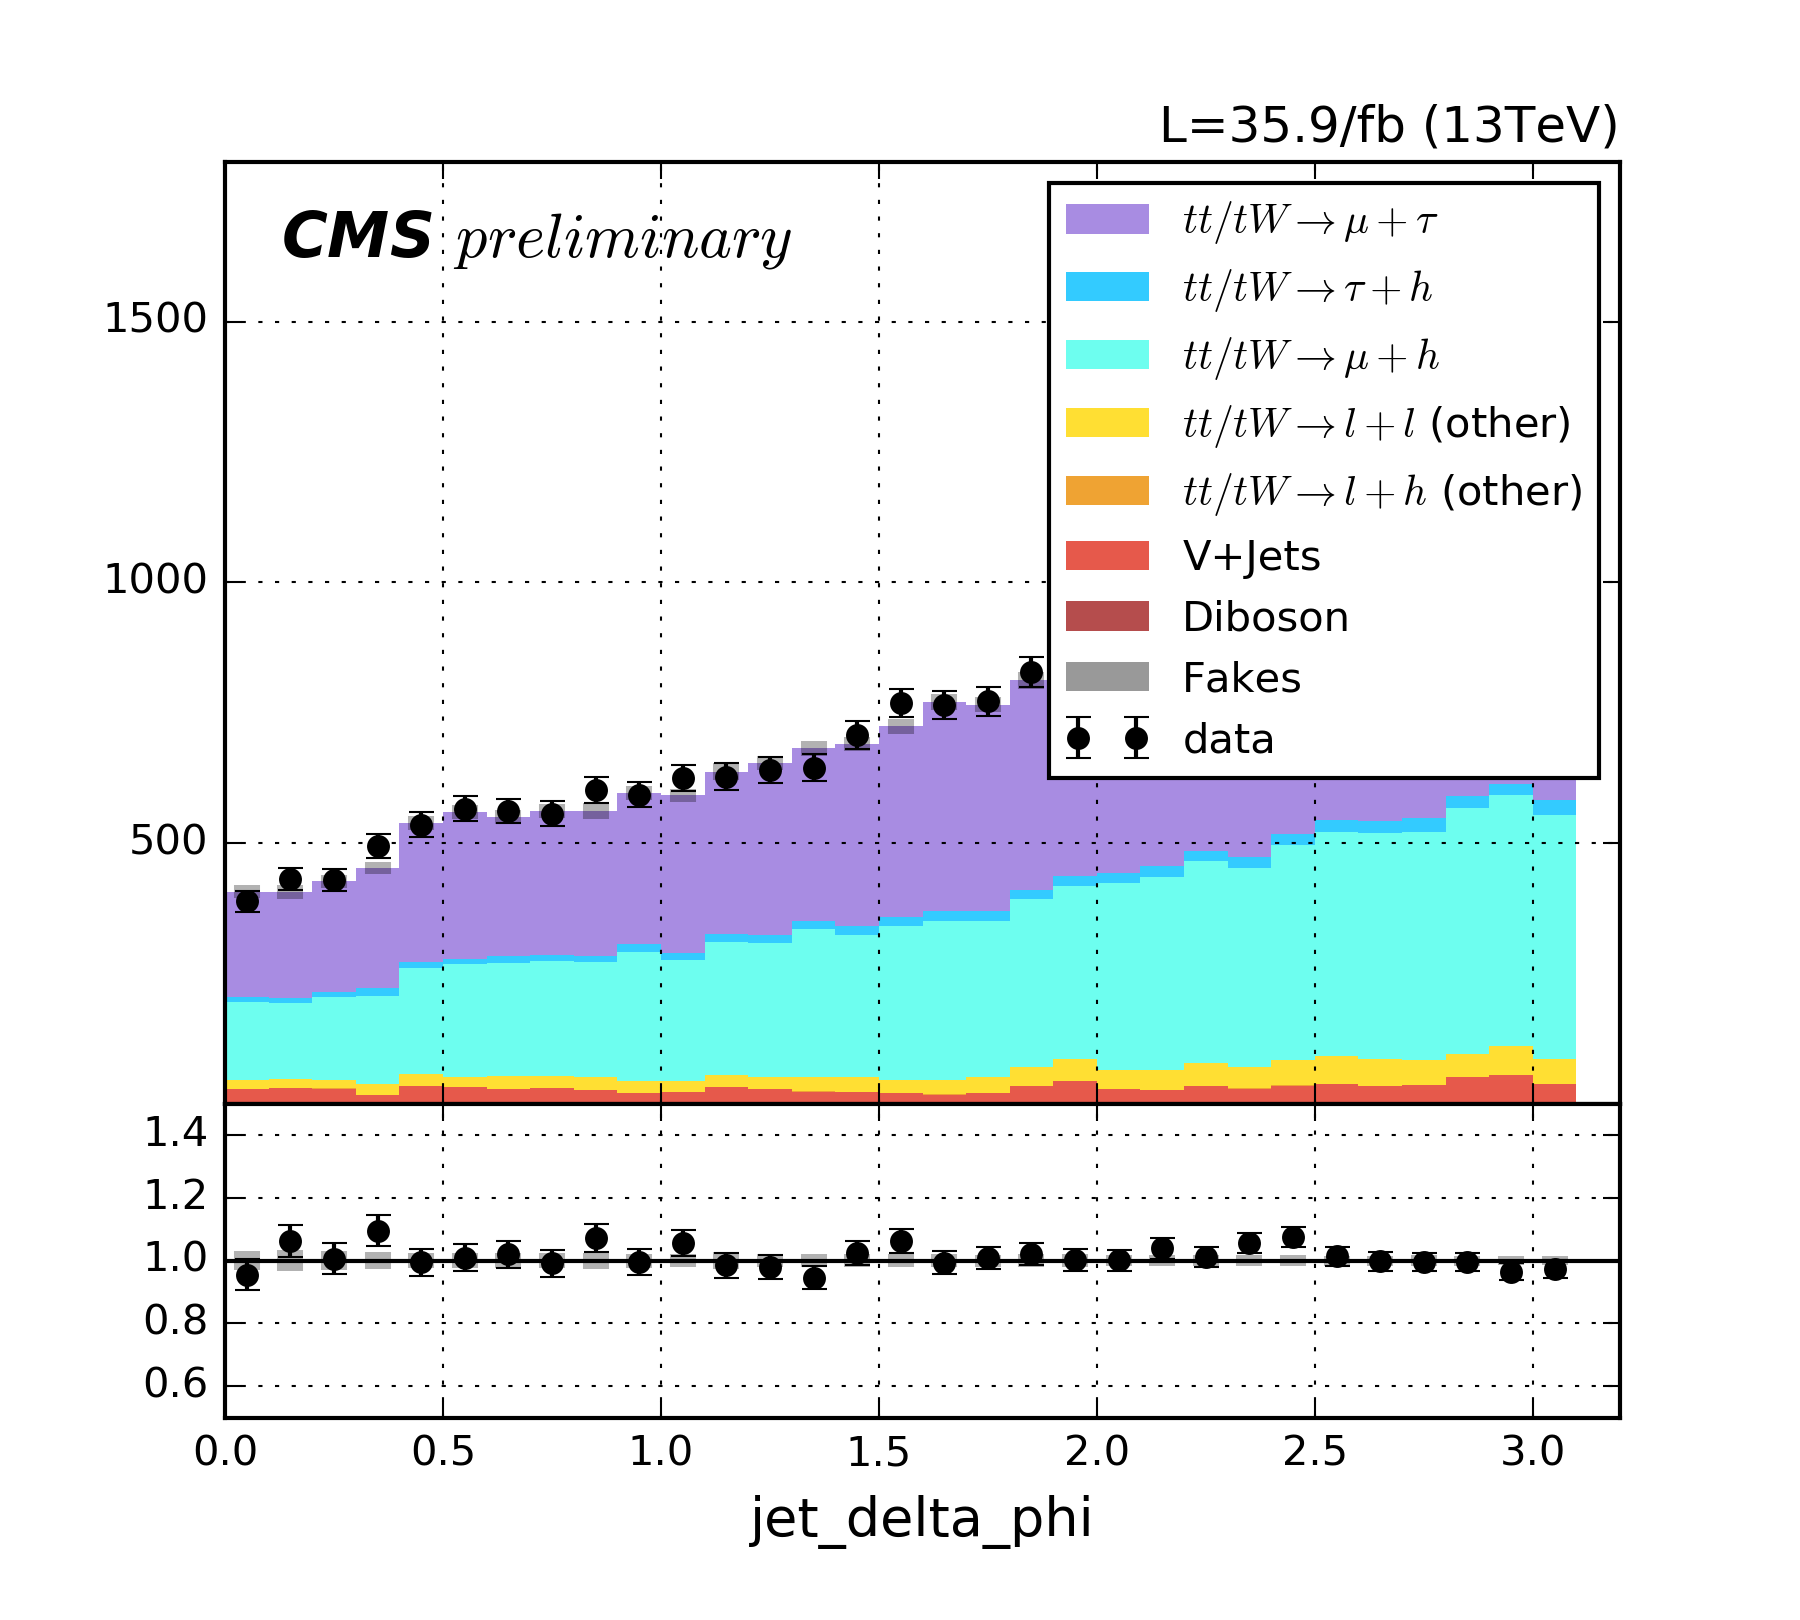 L=35.9/fb (13TeV)
CMS preliminary
tt/tW→μ+τ
tt/tW→τ+h
tt/tW→μ+h
tt/tW→l+l (other)
tt/tW→l+h (other)
V+Jets
Diboson
Fakes
data
1500
1000
500
1.4
1.2
1.0
0.8
0.6
0.0 0.5 1.0 1.5 2.0 2.5 3.0
jet_delta_phi